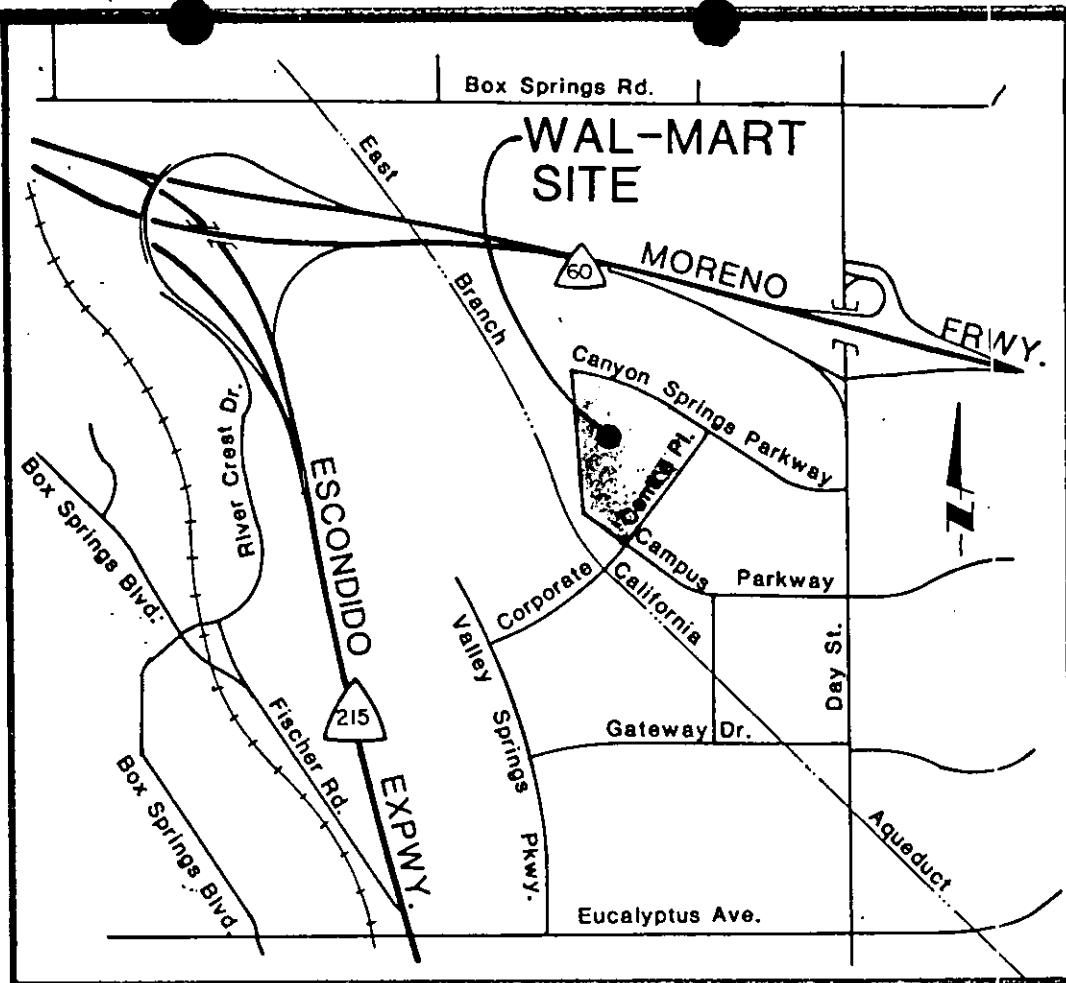 Box Springs Rd.
WAL-MART
SITE
East
Branch
60
MORENO
FRWY.
Canyon Springs Parkway
River Crest Dr.
Box Springs Blvd.
ESCONDIDO
Pl.
Campus
Parkway
Corporate
California
N
Valley
Springs
Pkwy.
Day St.
215
Fischer Rd.
Gateway Dr.
EXPWY.
Box Springs Blvd.
Aqueduct
Eucalyptus Ave.